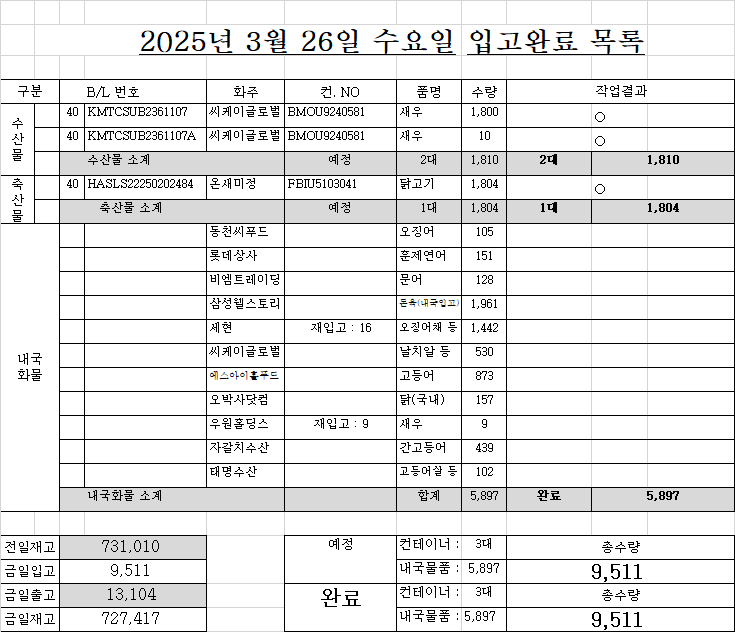 2025년 3월 26일 수요일 입고완료 목록
구분 B/L 번호 화주 컨. NO 품명 수량 작업결과
수산물
40 KMTCSUB2361107 씨케이글로벌 BMOU9240581 새우 1,800 ○
40 KMTCSUB2361107A 씨케이글로벌 BMOU9240581 새우 10 ○
수산물 소계 예정 2대 1,810 2대 1,810
축산물
40 HASLS22250202484 온새미정 FBIU5103041 닭고기 1,804 ○
축산물 소계 예정 1대 1,804 1대 1,804
내국
화물
동천씨푸드 오징어 105
롯데상사 훈제연어 151
비엠트레이딩 문어 128
삼성웰스토리 돈육(내국입고) 1,961
세현 재입고 : 16 오징어채 등 1,442
씨케이글로벌 날치알 등 530
에스아이홀푸드 고등어 873
오박사닷컴 닭(국내) 157
우원홀딩스 재입고 : 9 새우 9
자갈치수산 간고등어 439
태명수산 고등어살 등 102
내국화물 소계 합계 5,897 완료 5,897
전일재고 731,010 예정 컨테이너 : 3대 총수량
금일입고 9,511 내국물품 : 5,897 9,511
금일출고 13,104 완료 컨테이너 : 3대 총수량
금일재고 727,417 내국물품 : 5,897 9,511